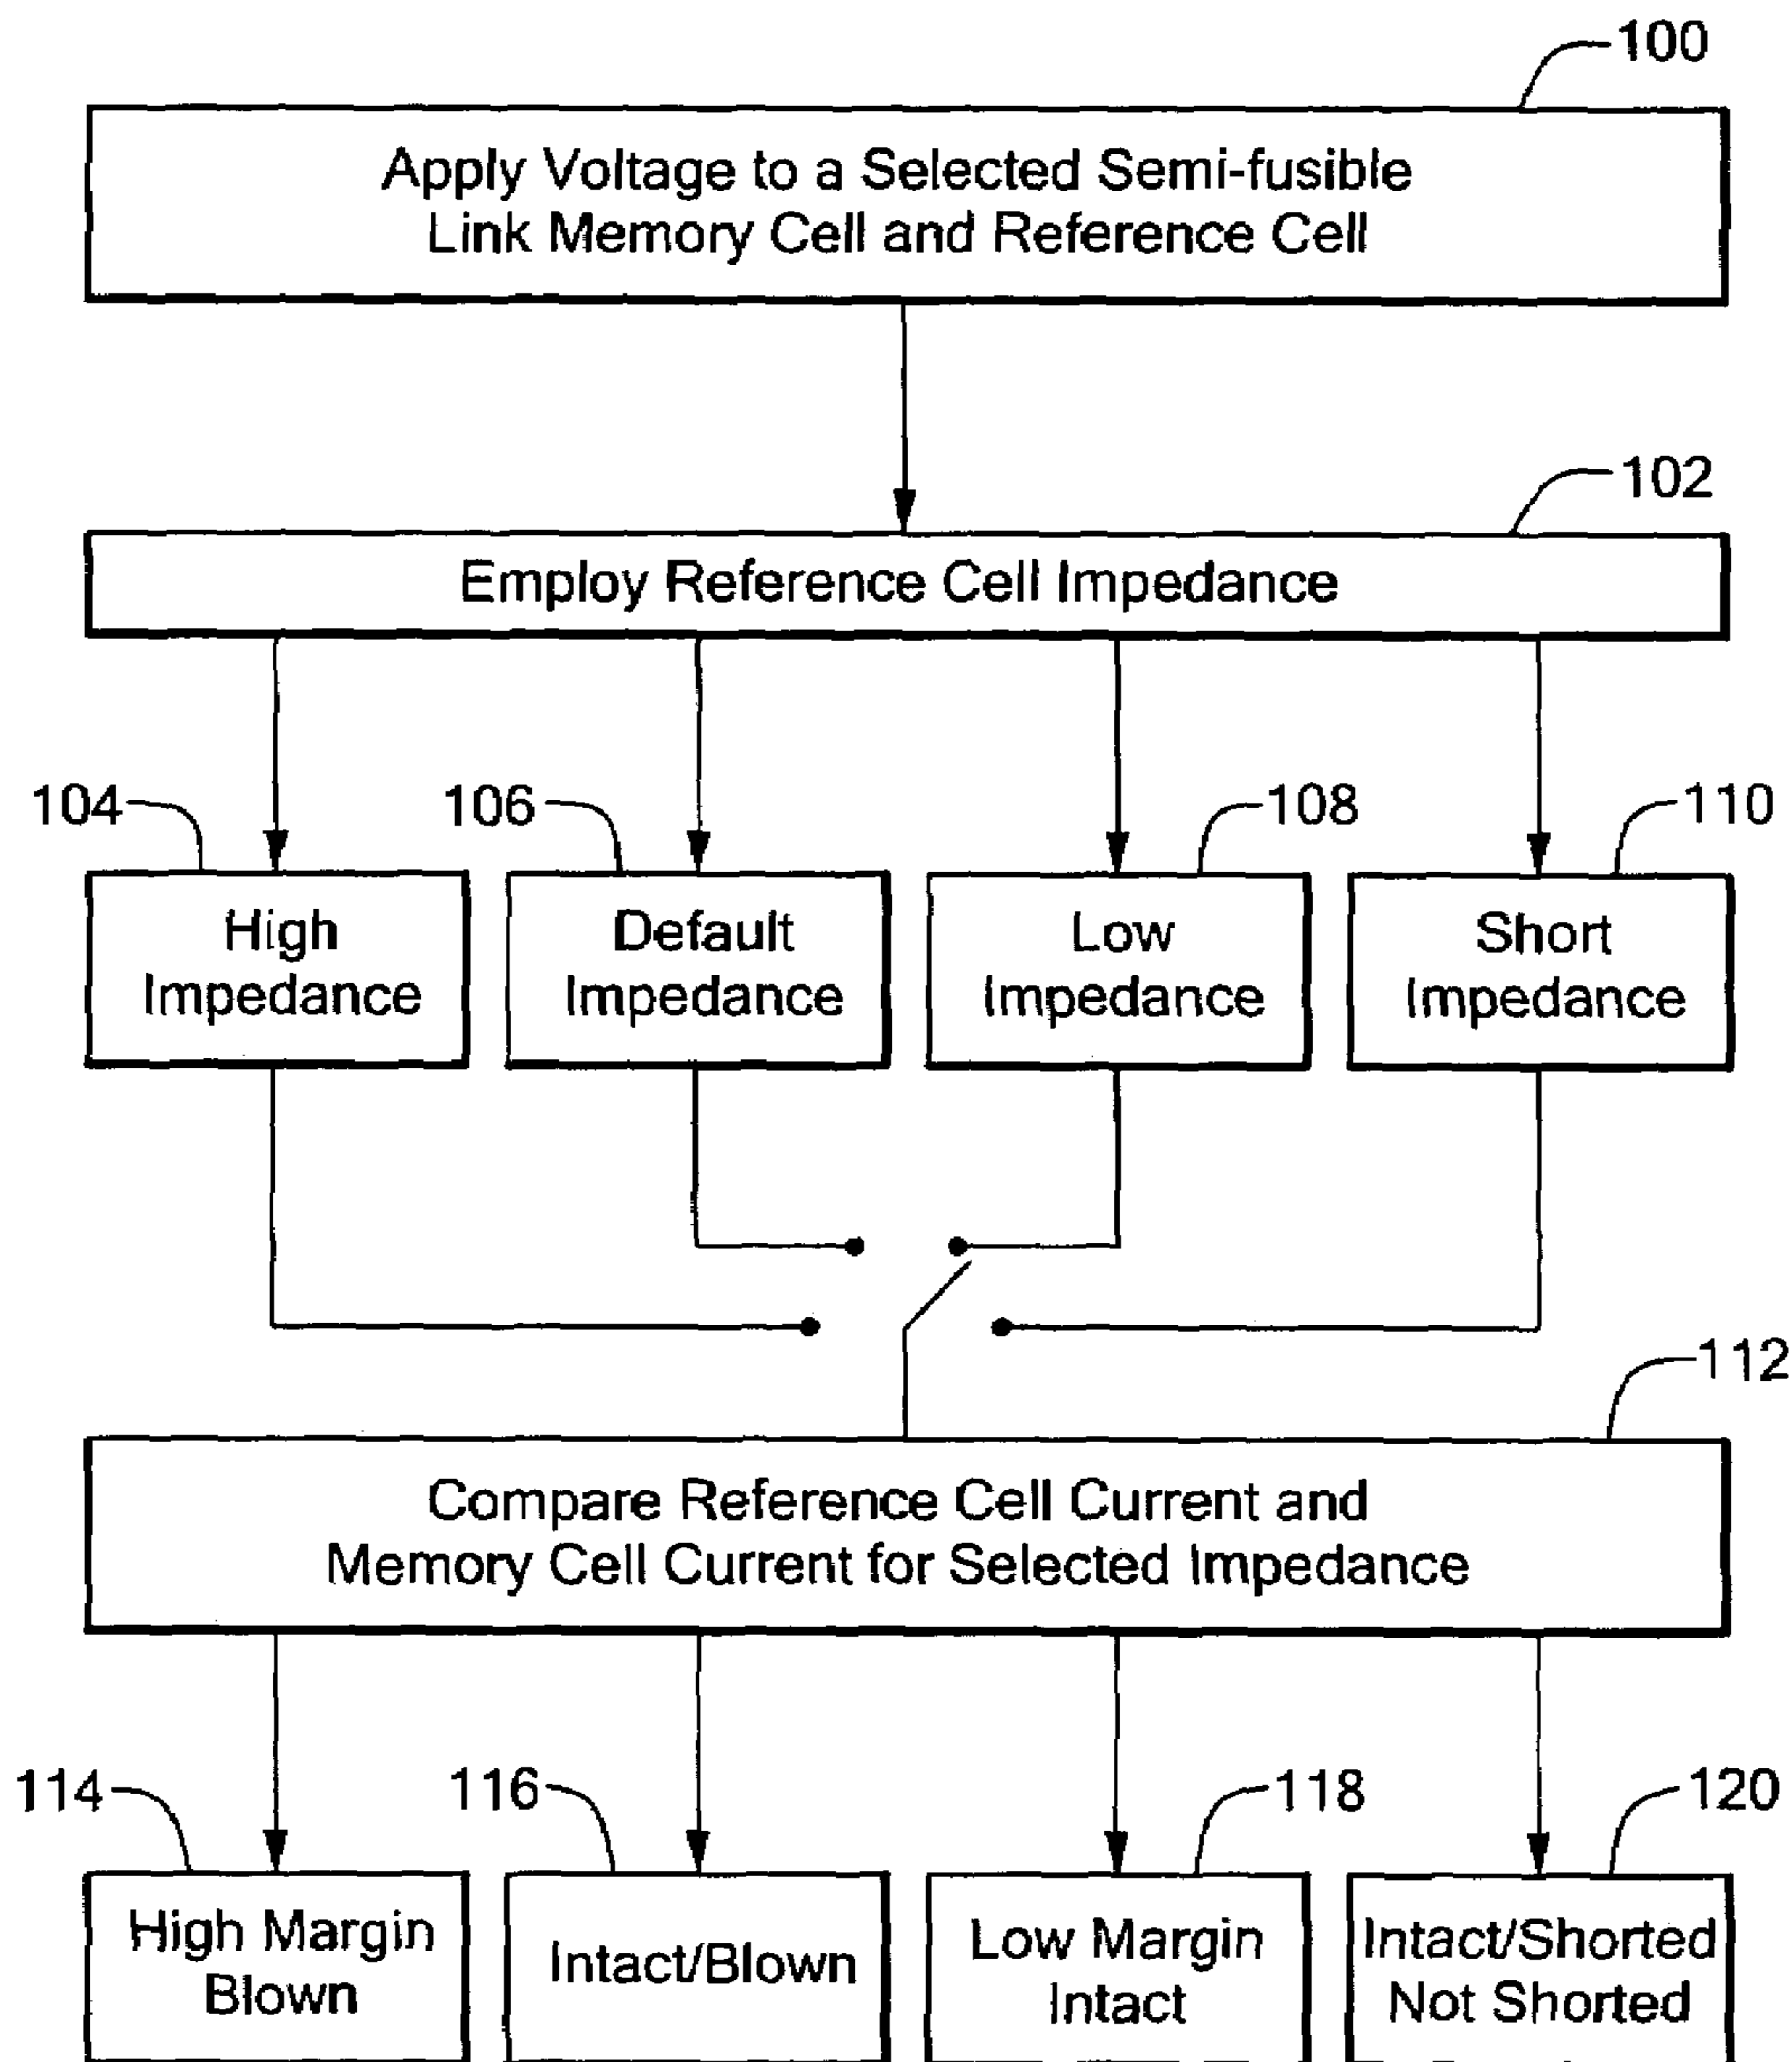 100
Apply Voltage to a Selected Semi-fusible
Link Memory Cell and Reference Cell
102
Employ Reference Cell Impedance
104
106
108
110
High
Impedance
Default
Impedance
Low
Impedance
Short
Impedance
112
Compare Reference Cell Current and
Memory Cell Current for Selected Impedance
114
116
118
120
High Margin
Blown
Intact/Blown
Low Margin
Intact
Intact/Shorted
Not Shorted